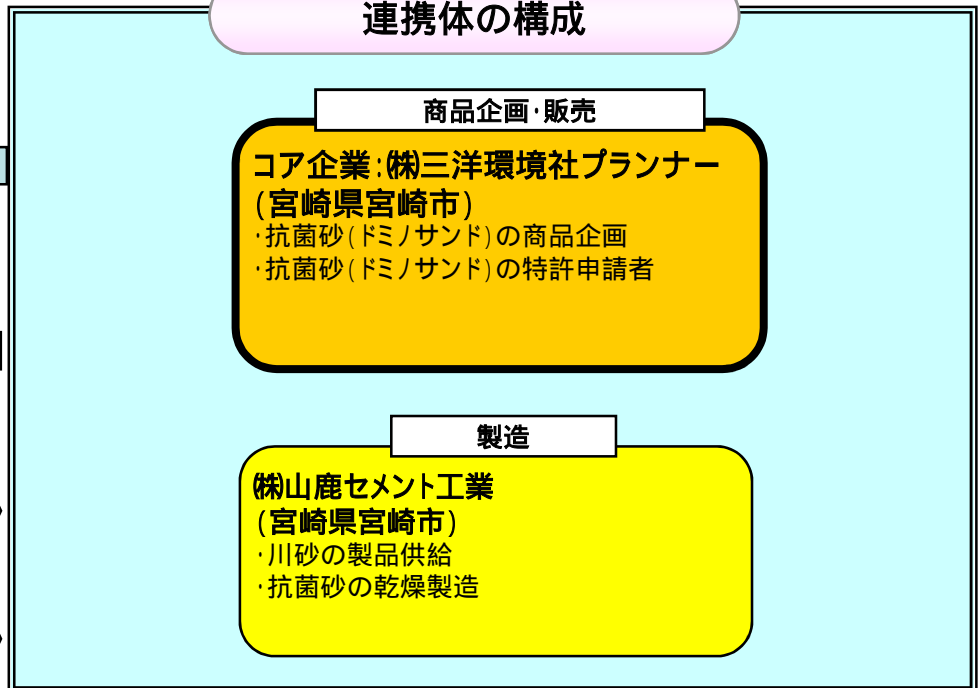 連携体の構成
商品企画・販売
コア企業:㈱三洋環境社プランナー
(宮崎県宮崎市)
・抗菌砂(ドミノサンド)の商品企画
・抗菌砂(ドミノサンド)の特許申請者
製造
㈱山鹿セメント工業
(宮崎県宮崎市)
・川砂の製品供給
・抗菌砂の乾燥製造